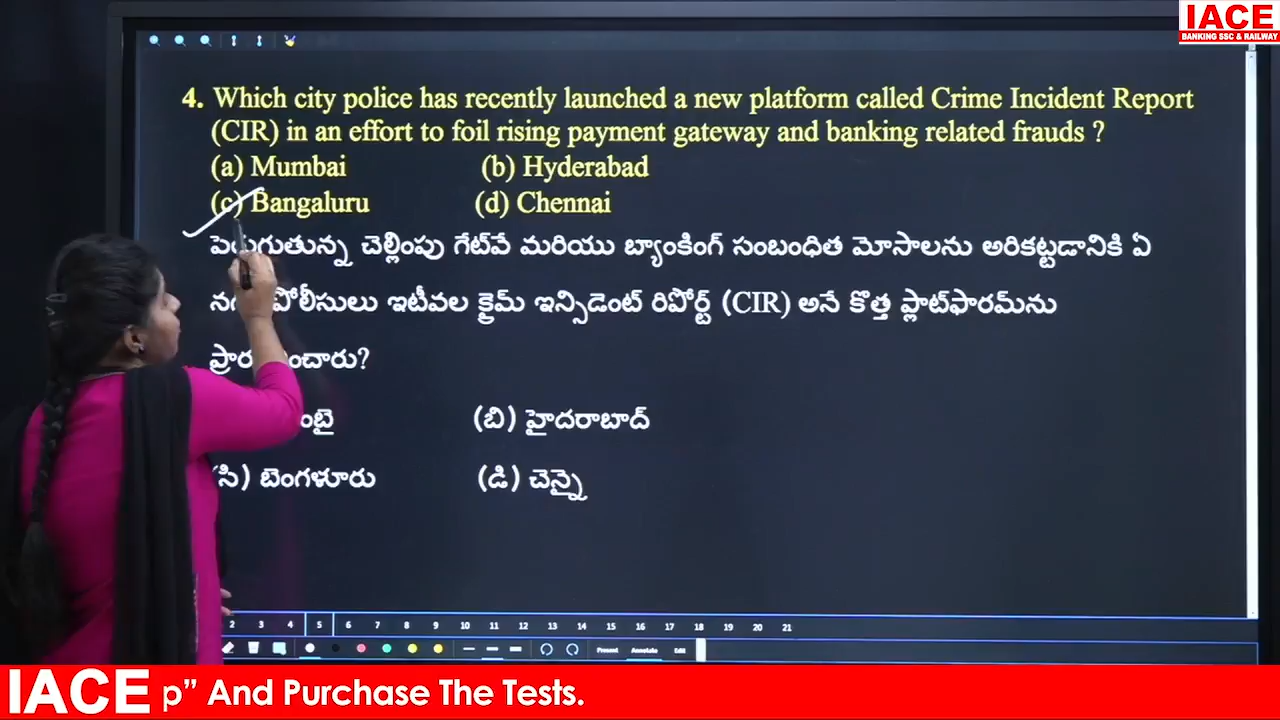 IACE
BANKING SSC & RAILWAY
4. Which city police has recently launched a new platform called Crime Incident Report
(CIR) in an effort to foil rising payment gateway and banking related frauds ?
(a) Mumbai (b) Hyderabad
(c) Bangaluru (d) Chennai
పెరుగుతున్న చెల్లింపు గేట్‌వే మరియు బ్యాంకింగ్ సంబంధిత మోసాలను అరికట్టడానికి ఏ
పోలీసులు ఇటీవల క్రైమ్ ఇన్సిడెంట్ రిపోర్ట్ (CIR) అనే కొత్త ప్లాట్‌ఫారమ్‌ను
(బి) హైదరాబాద్
(సి) బెంగళూరు (డి) చెన్నై
2 3 4 5 6 7 8 9 10 11 12 13 14 15 16 17 18 19 20 21
Present Annotate Edit
IACE p” And Purchase The Tests.